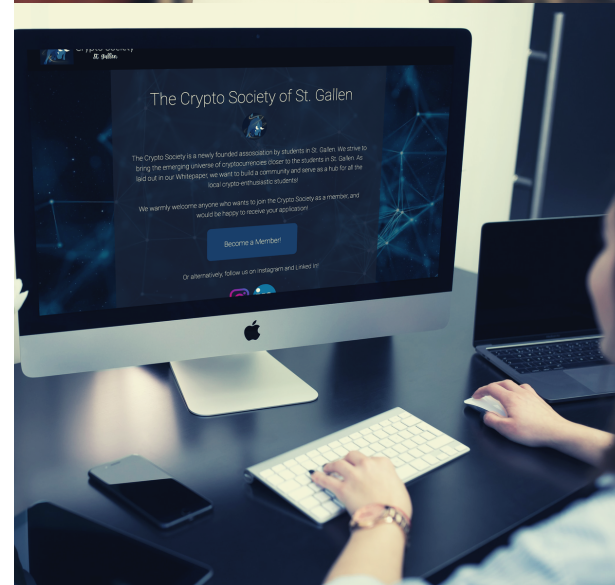 Crypto Society
St. Gallen
The Crypto Society of St. Gallen
The Crypto Society is a newly founded assosciation by students in St. Gallen. We strive to
bring the emerging universe of cryptocurrencies closer to the students in St. Gallen. As
laid out in our Whitepaper, we want to build a community and serve as a hub for all the
local crypto-enthusiastic students!
We warmly welcome anyone who wants to join the Crypto Society as a member, and
would be happy to receive your application!
Become a Member!
Or alternatively, follow us on Instagram and Linked In!